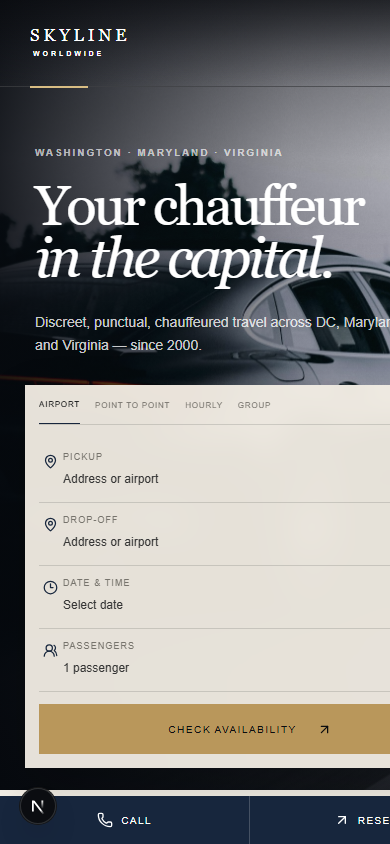 SKYLINE
WORLDWIDE
WASHINGTON · MARYLAND · VIRGINIA
Your chauffeur
in the capital.
Discreet, punctual, chauffeured travel across DC, Marylan
and Virginia — since 2000.
AIRPORT POINT TO POINT HOURLY GROUP
PICKUP
Address or airport
DROP-OFF
Address or airport
DATE & TIME
Select date
PASSENGERS
1 passenger
CHECK AVAILABILITY
N
CALL
RESE